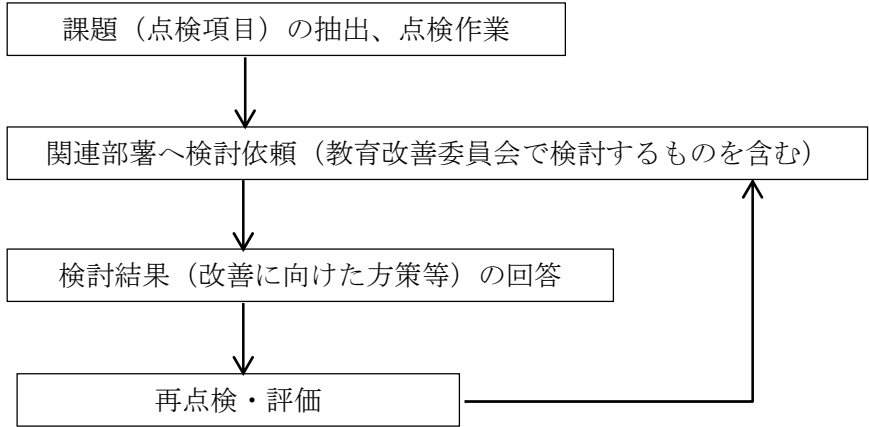 課題（点検項目）の抽出、点検作業
関連部署へ検討依頼（教育改善委員会で検討するものを含む）
検討結果（改善に向けた方策等）の回答
再点検・評価